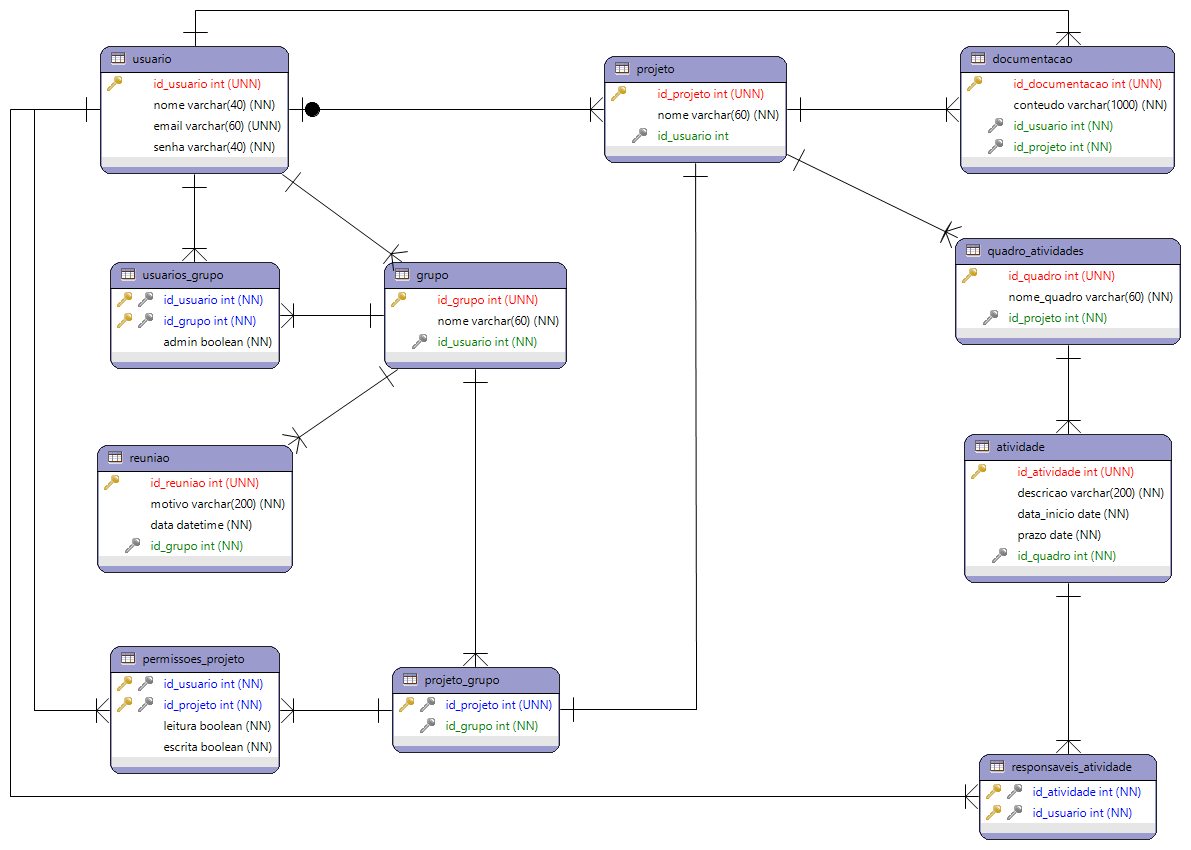 usuario
id_usuario int (UNN)
nome varchar(40) (NN)
email varchar(60) (UNN)
senha varchar(40) (NN)
projeto
id_projeto int (UNN)
nome varchar(60) (NN)
id_usuario int
documentacao
id_documentacao int (UNN)
conteudo varchar(1000) (NN)
id_usuario int (NN)
id_projeto int (NN)
usuarios_grupo
id_usuario int (NN)
id_grupo int (NN)
admin boolean (NN)
grupo
id_grupo int (UNN)
nome varchar(60) (NN)
id_usuario int (NN)
quadro_atividades
id_quadro int (UNN)
nome_quadro varchar(60) (NN)
id_projeto int (NN)
reuniao
id_reuniao int (UNN)
motivo varchar(200) (NN)
data datetime (NN)
id_grupo int (NN)
atividade
id_atividade int (UNN)
descricao varchar(200) (NN)
data_inicio date (NN)
prazo date (NN)
id_quadro int (NN)
permissoes_projeto
id_usuario int (NN)
id_projeto int (NN)
leitura boolean (NN)
escrita boolean (NN)
projeto_grupo
id_projeto int (UNN)
id_grupo int (NN)
responsaveis_atividade
id_atividade int (NN)
id_usuario int (NN)